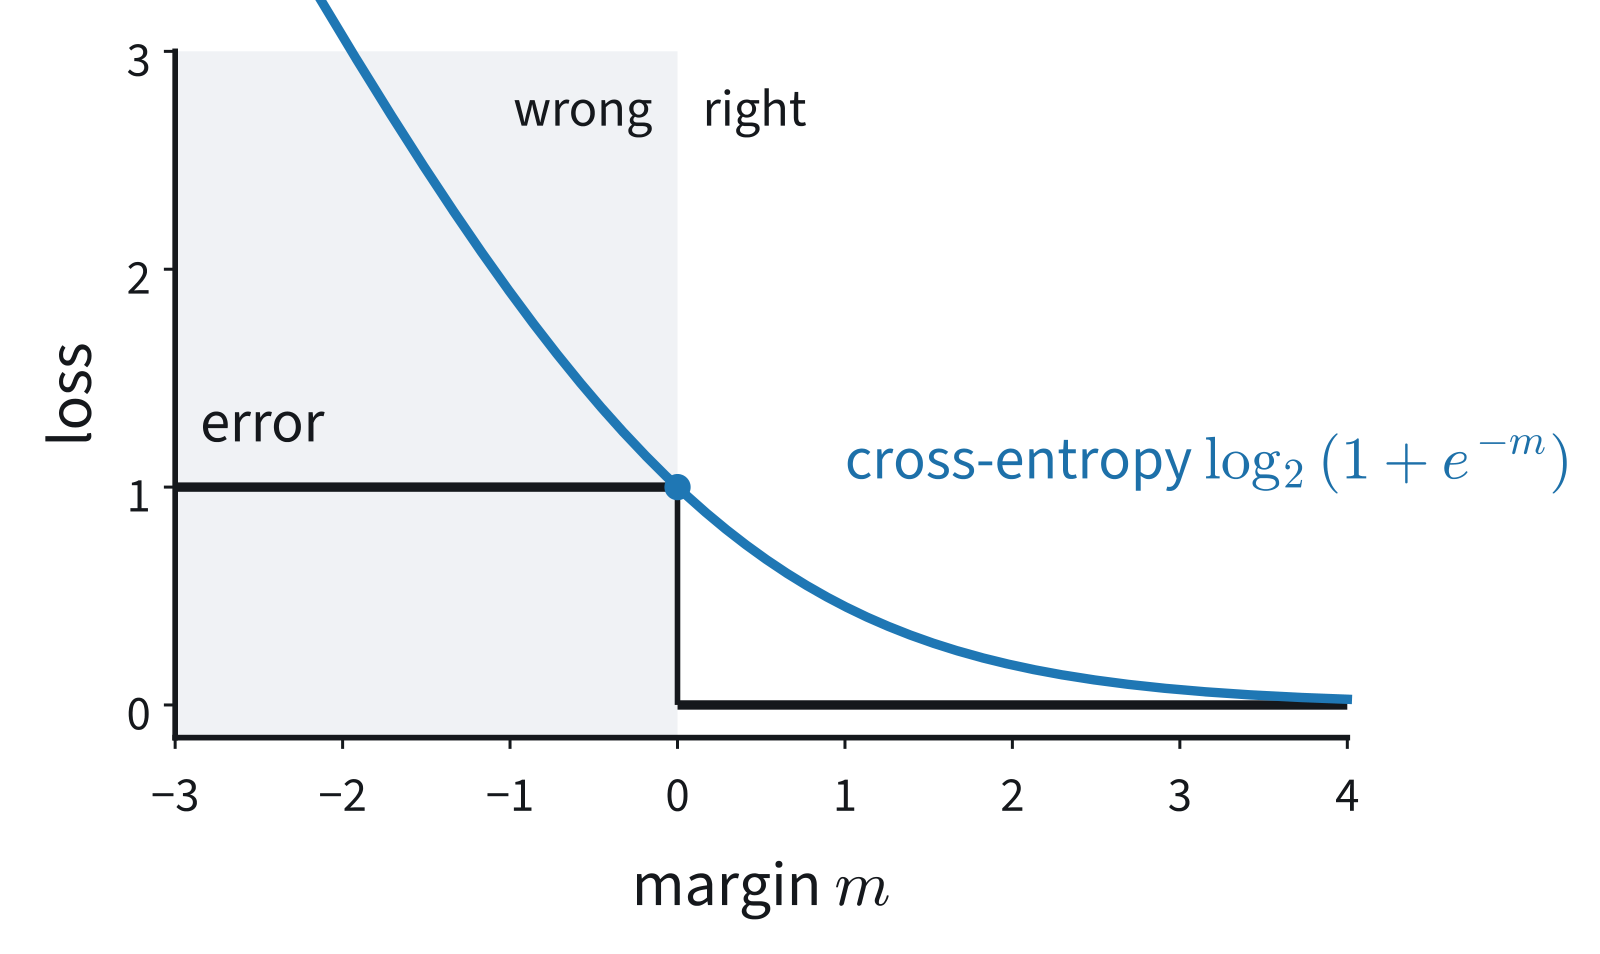 3
wrong right
2
loss
error
cross-entropy log₂ (1 + e⁻ᵐ)
1
0
−3 −2 −1 0 1 2 3 4
margin m